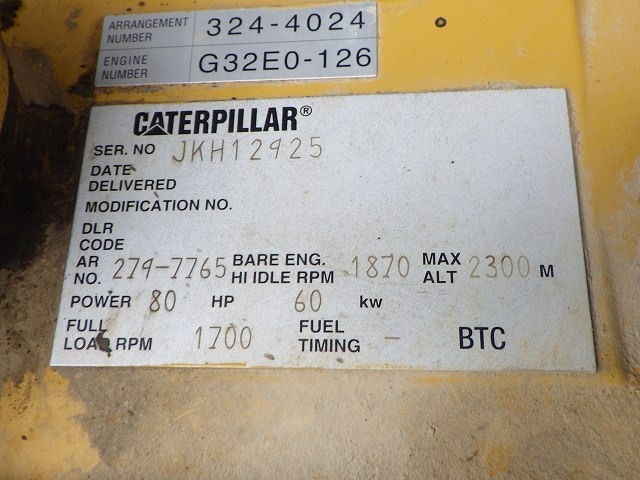 ARRANGEMENT NUMBER 324-4024
ENGINE NUMBER G32E0-126
CATERPILLAR®
SER. NO JKH12925
DATE DELIVERED
MODIFICATION NO.
DLR CODE
AR NO. 279-7765 BARE ENG. HI IDLE RPM 1870 MAX ALT 2300 M
POWER 80 HP 60 kw
FULL LOAD RPM 1700 FUEL TIMING - BTC